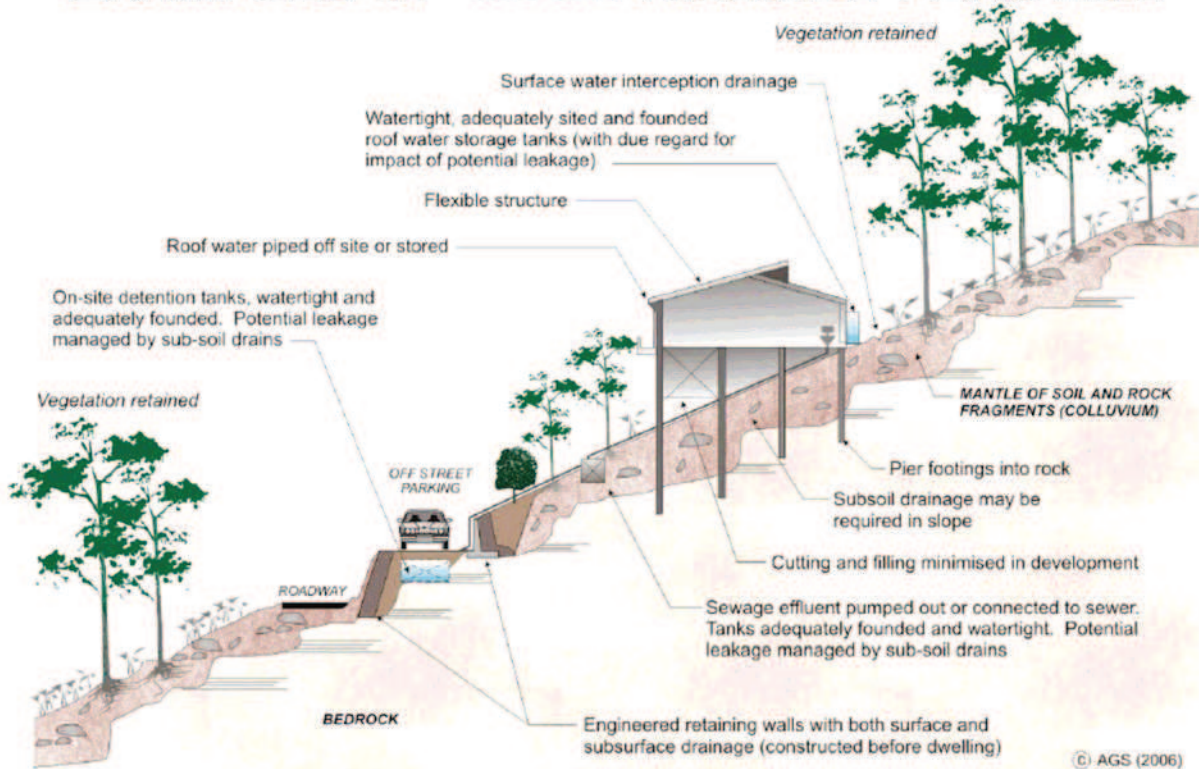 Vegetation retained
Surface water interception drainage
Watertight, adequately sited and founded
roof water storage tanks (with due regard for
impact of potential leakage)
Flexible structure
Roof water piped off site or stored
On-site detention tanks, watertight and
adequately founded. Potential leakage
managed by sub-soil drains
Vegetation retained
MANTLE OF SOIL AND ROCK
FRAGMENTS (COLLUVIUM)
Pier footings into rock
OFF STREET
PARKING
Subsoil drainage may be
required in slope
Cutting and filling minimised in development
ROADWAY
Sewage effluent pumped out or connected to sewer.
Tanks adequately founded and watertight. Potential
leakage managed by sub-soil drains
BEDROCK
Engineered retaining walls with both surface and
subsurface drainage (constructed before dwelling)
© AGS (2006)